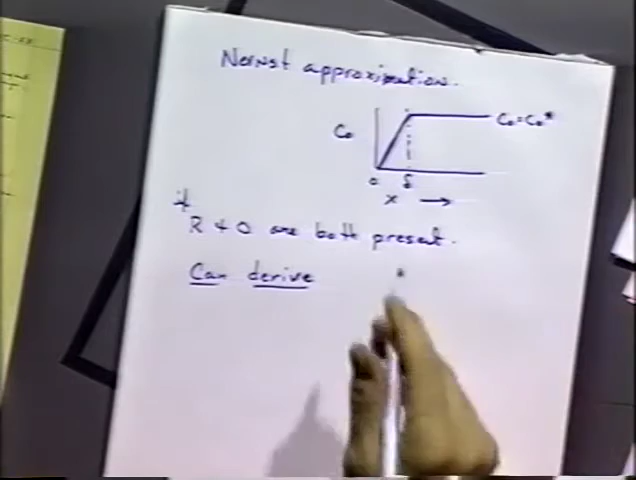 Nernst approximation.
Co
Co=Co*
o δ
x
if
R + O are both present.
Can derive